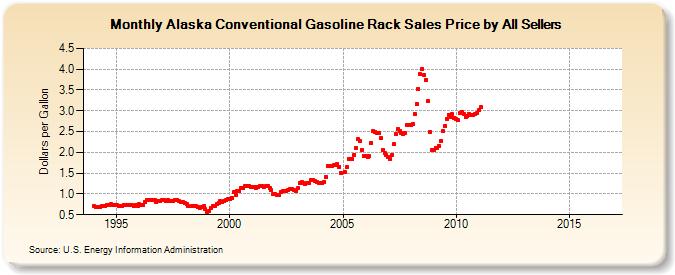 Monthly Alaska Conventional Gasoline Rack Sales Price by All Sellers
Dollars per Gallon
4.5
4.0
3.5
3.0
2.5
2.0
1.5
1.0
0.5
1995 2000 2005 2010 2015
Source: U.S. Energy Information Administration